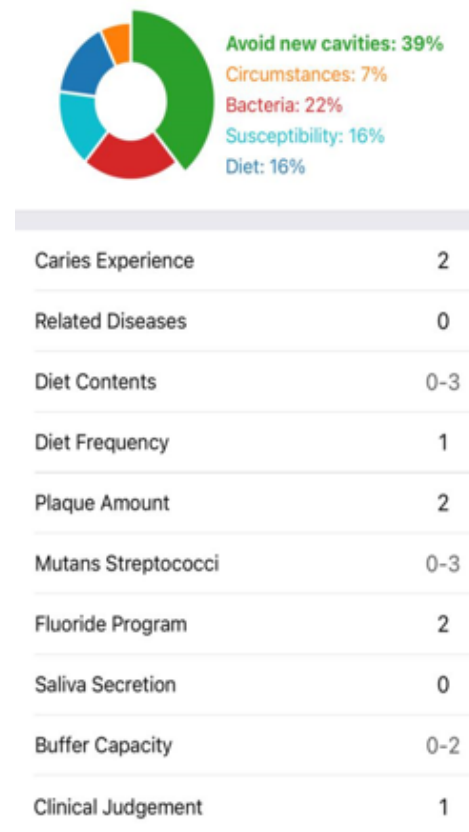 Avoid new cavities: 39%
Circumstances: 7%
Bacteria: 22%
Susceptibility: 16%
Diet: 16%
Caries Experience 2
Related Diseases 0
Diet Contents 0-3
Diet Frequency 1
Plaque Amount 2
Mutans Streptococci 0-3
Fluoride Program 2
Saliva Secretion 0
Buffer Capacity 0-2
Clinical Judgement 1